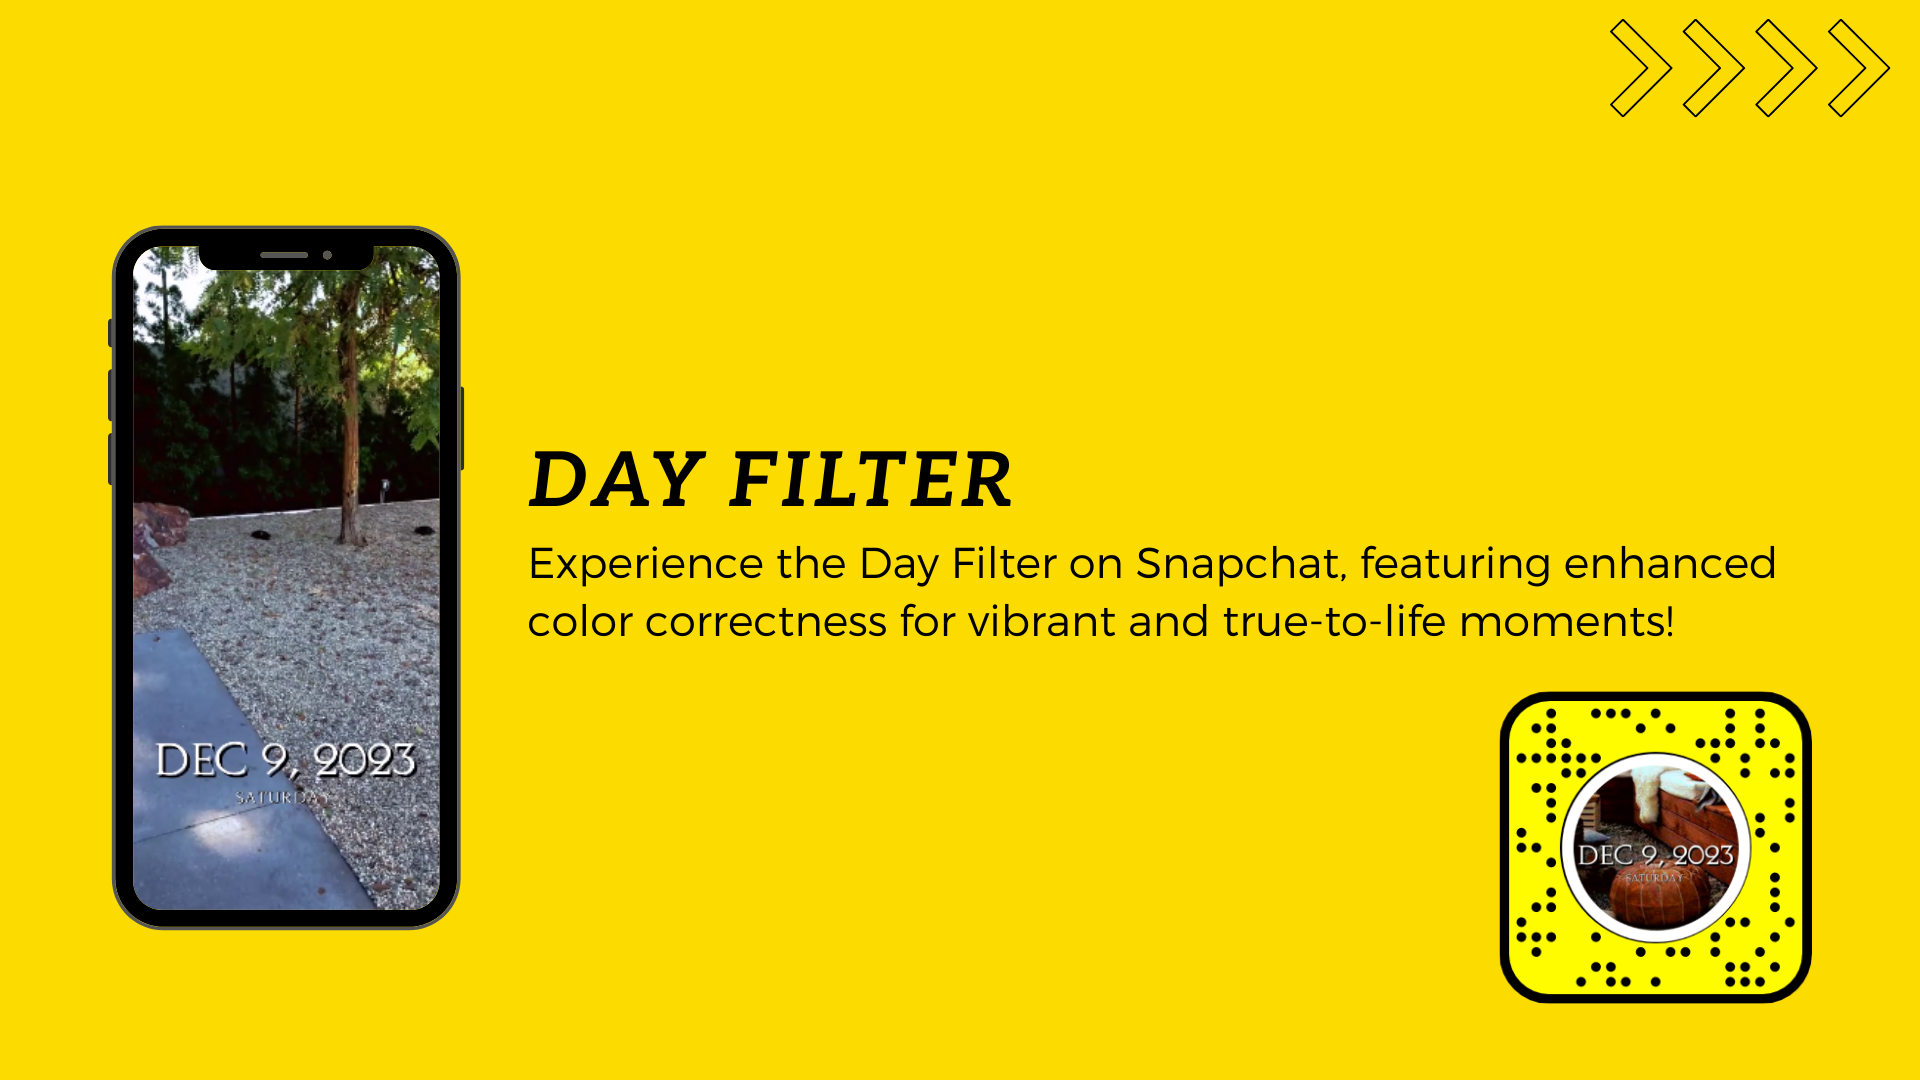 DAY FILTER
Experience the Day Filter on Snapchat, featuring enhanced
color correctness for vibrant and true-to-life moments!
DEC 9, 2023
SATURDAY
DEC 9, 2023
SATURDAY